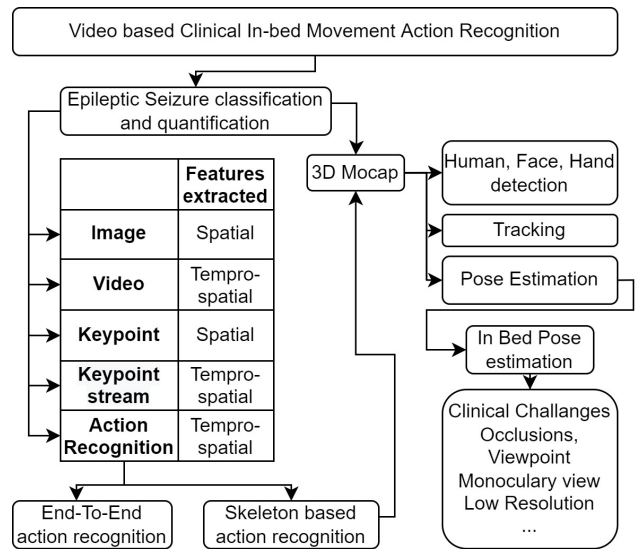 Video based Clinical In-bed Movement Action Recognition
Epileptic Seizure classification
and quantification
Features
extracted
Image
Spatial
Video
Tempro-
spatial
Keypoint
Spatial
Keypoint
stream
Tempro-
spatial
Action
Recognition
Tempro-
spatial
End-To-End
action recognition
Skeleton based
action recognition
3D Mocap
Human, Face, Hand
detection
Tracking
Pose Estimation
In Bed Pose
estimation
Clinical Challanges
Occlusions,
Viewpoint
Monoculary view
Low Resolution
...